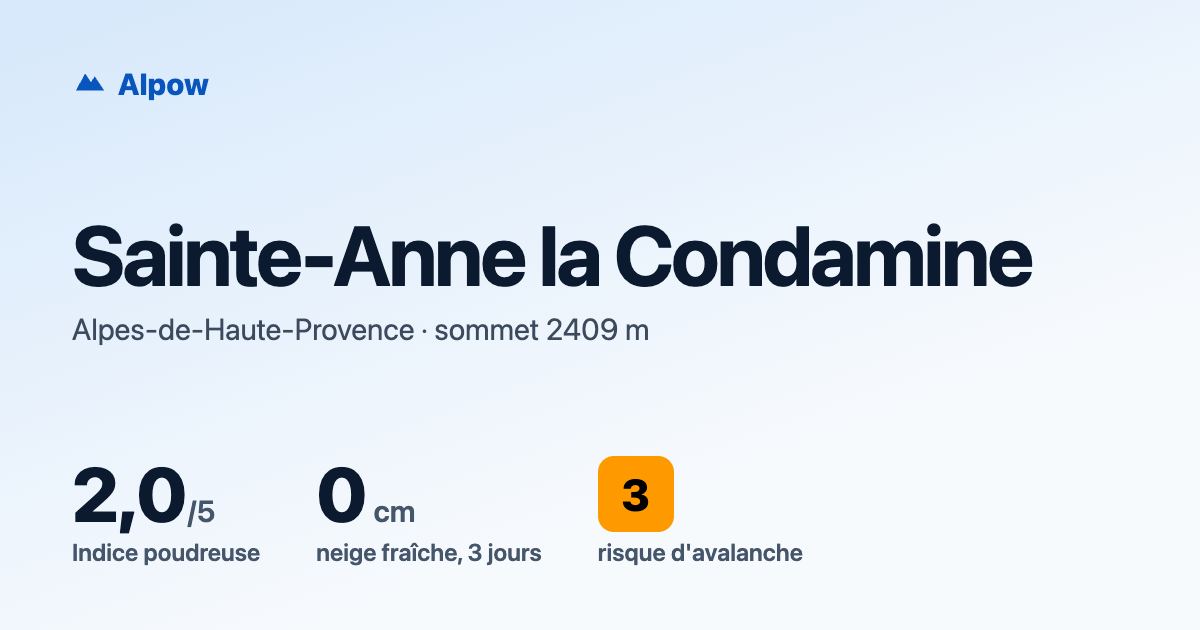 Alpow
Sainte-Anne la Condamine
Alpes-de-Haute-Provence · sommet 2409 m
2,0/5 0 cm 3
Indice poudreuse neige fraîche, 3 jours risque d'avalanche